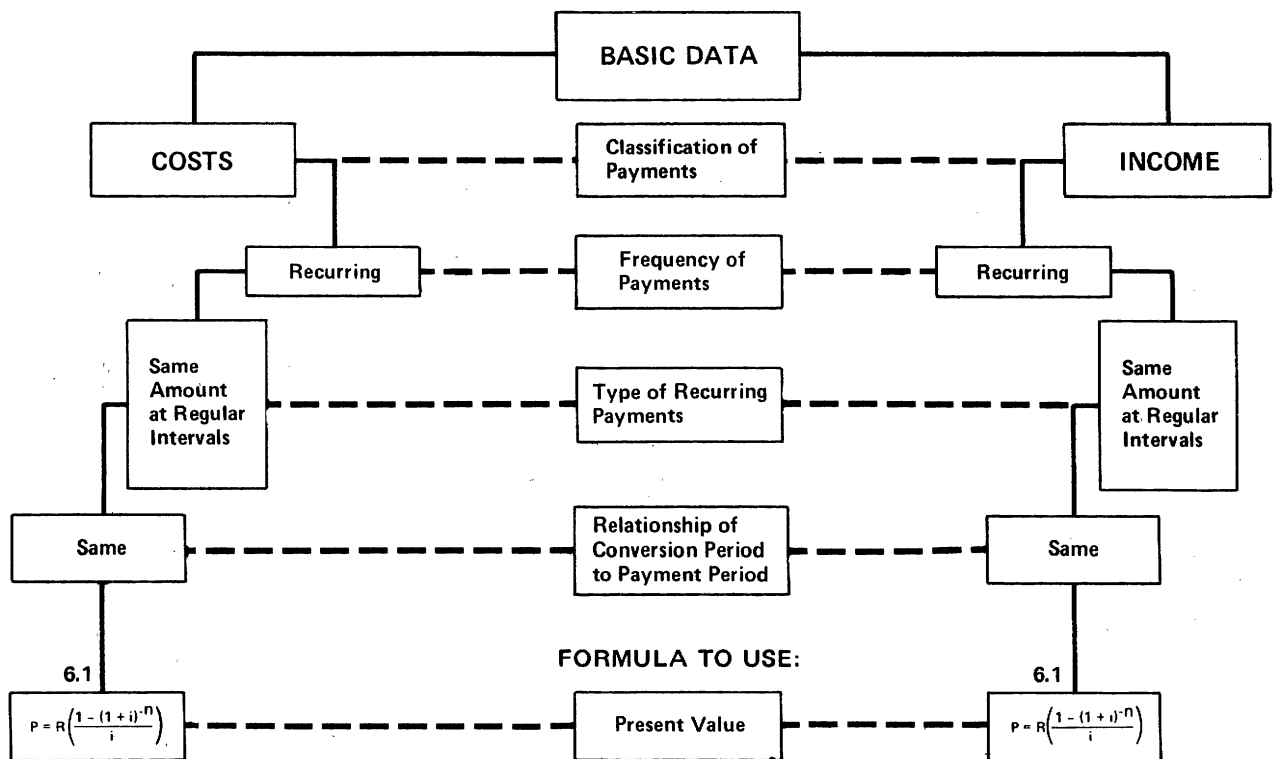 BASIC DATA
COSTS
Classification of
Payments
INCOME
Recurring
Frequency of
Payments
Recurring
Same
Amount
at Regular
Intervals
Type of Recurring
Payments
Same
Amount
at Regular
Intervals
Same
Relationship of
Conversion Period
to Payment Period
Same
FORMULA TO USE:
6.1
6.1
P = R(1 - (1 + i)^-n / i)
Present Value
P = R(1 - (1 + i)^-n / i)